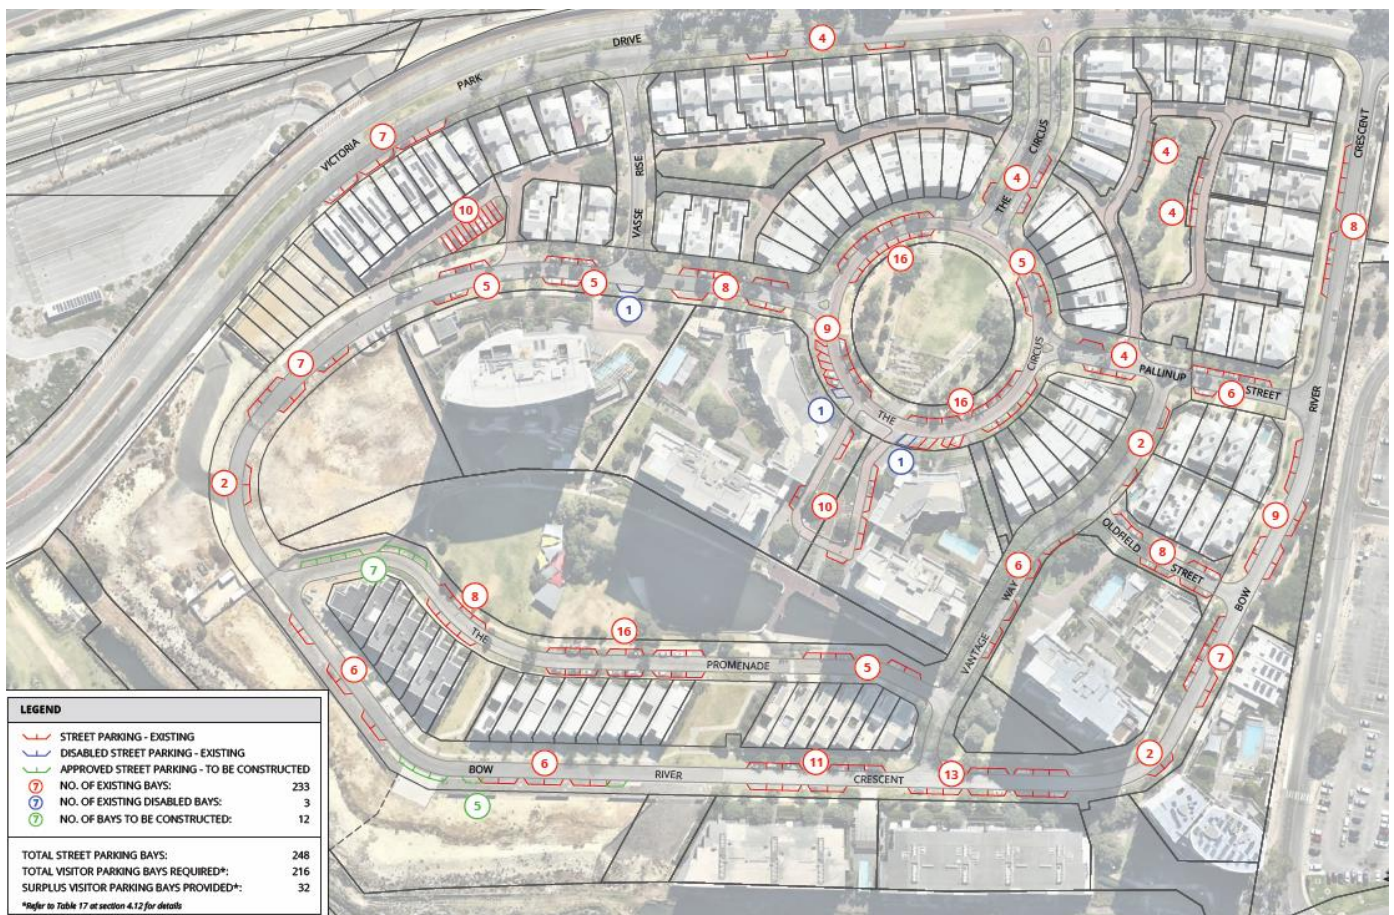 DRIVE
PARK
VICTORIA
4
7
10
VASSE RISE
THE CIRCUS
4
4
4
CRESCENT
8
5
5
8
16
5
1
9
1
16
THE
CIRCUS
1
4
PALLINUP
STREET
6
RIVER
7
2
2
9
10
OLDFIELD
STREET
8
6
BOW
WAY
VANTAGE
7
7
8
THE
16
PROMENADE
5
6
2
BOW
6
RIVER
11
CRESCENT
13
5
LEGEND
STREET PARKING - EXISTING
DISABLED STREET PARKING - EXISTING
APPROVED STREET PARKING - TO BE CONSTRUCTED
7 NO. OF EXISTING BAYS: 233
7 NO. OF EXISTING DISABLED BAYS: 3
7 NO. OF BAYS TO BE CONSTRUCTED: 12
TOTAL STREET PARKING BAYS: 248
TOTAL VISITOR PARKING BAYS REQUIRED*: 216
SURPLUS VISITOR PARKING BAYS PROVIDED*: 32
*Refer to Table 17 at section 4.12 for details